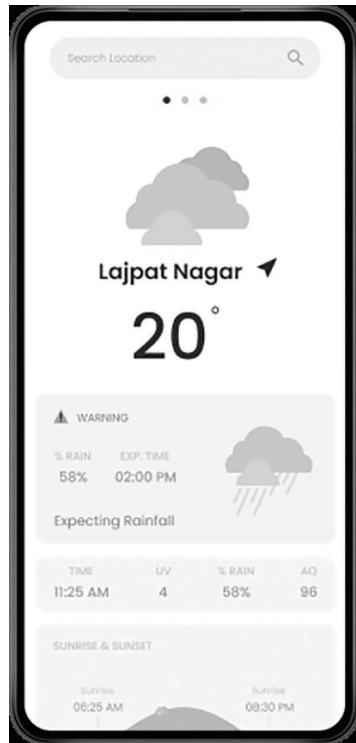 Search Location
Lajpat Nagar
20°
WARNING
% RAIN EXP. TIME
58% 02:00 PM
Expecting Rainfall
TIME UV % RAIN AQ
11:25 AM 4 58% 96
SUNRISE & SUNSET
Sunrise Sunrise
06:25 AM 08:30 PM